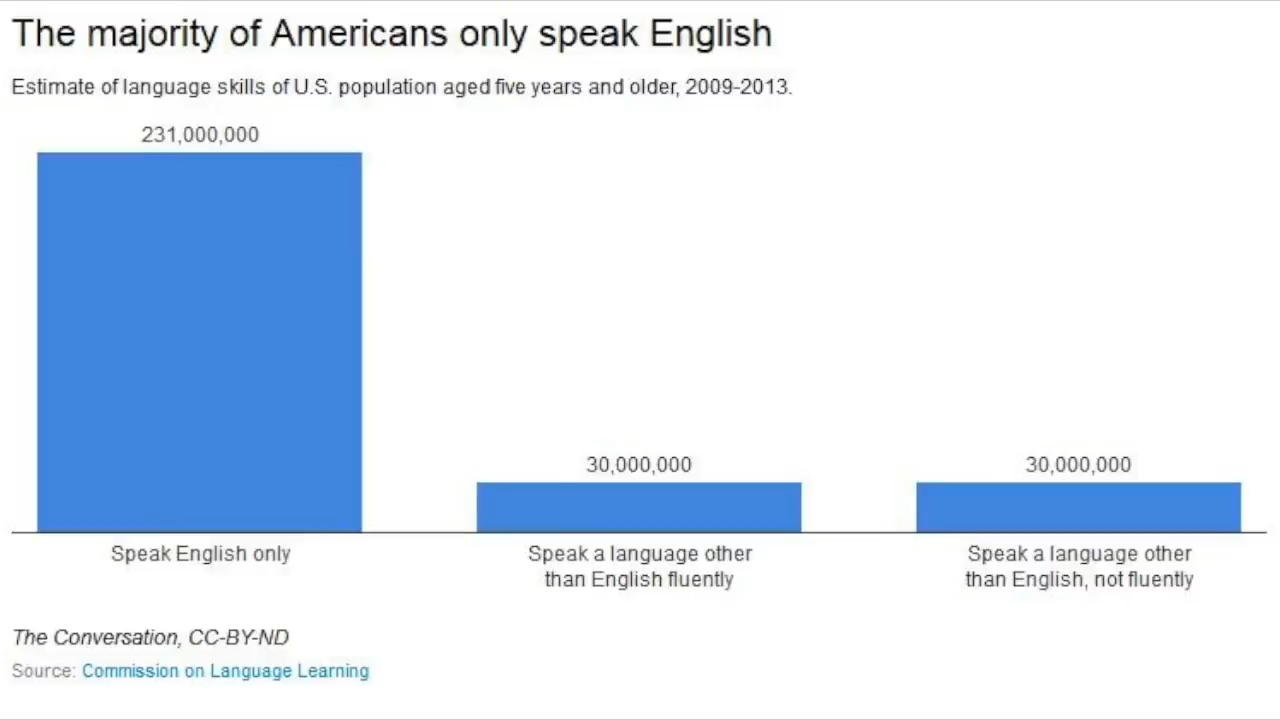 The majority of Americans only speak English
Estimate of language skills of U.S. population aged five years and older, 2009-2013.
231,000,000
30,000,000
30,000,000
Speak English only
Speak a language other
than English fluently
Speak a language other
than English, not fluently
The Conversation, CC-BY-ND
Source: Commission on Language Learning